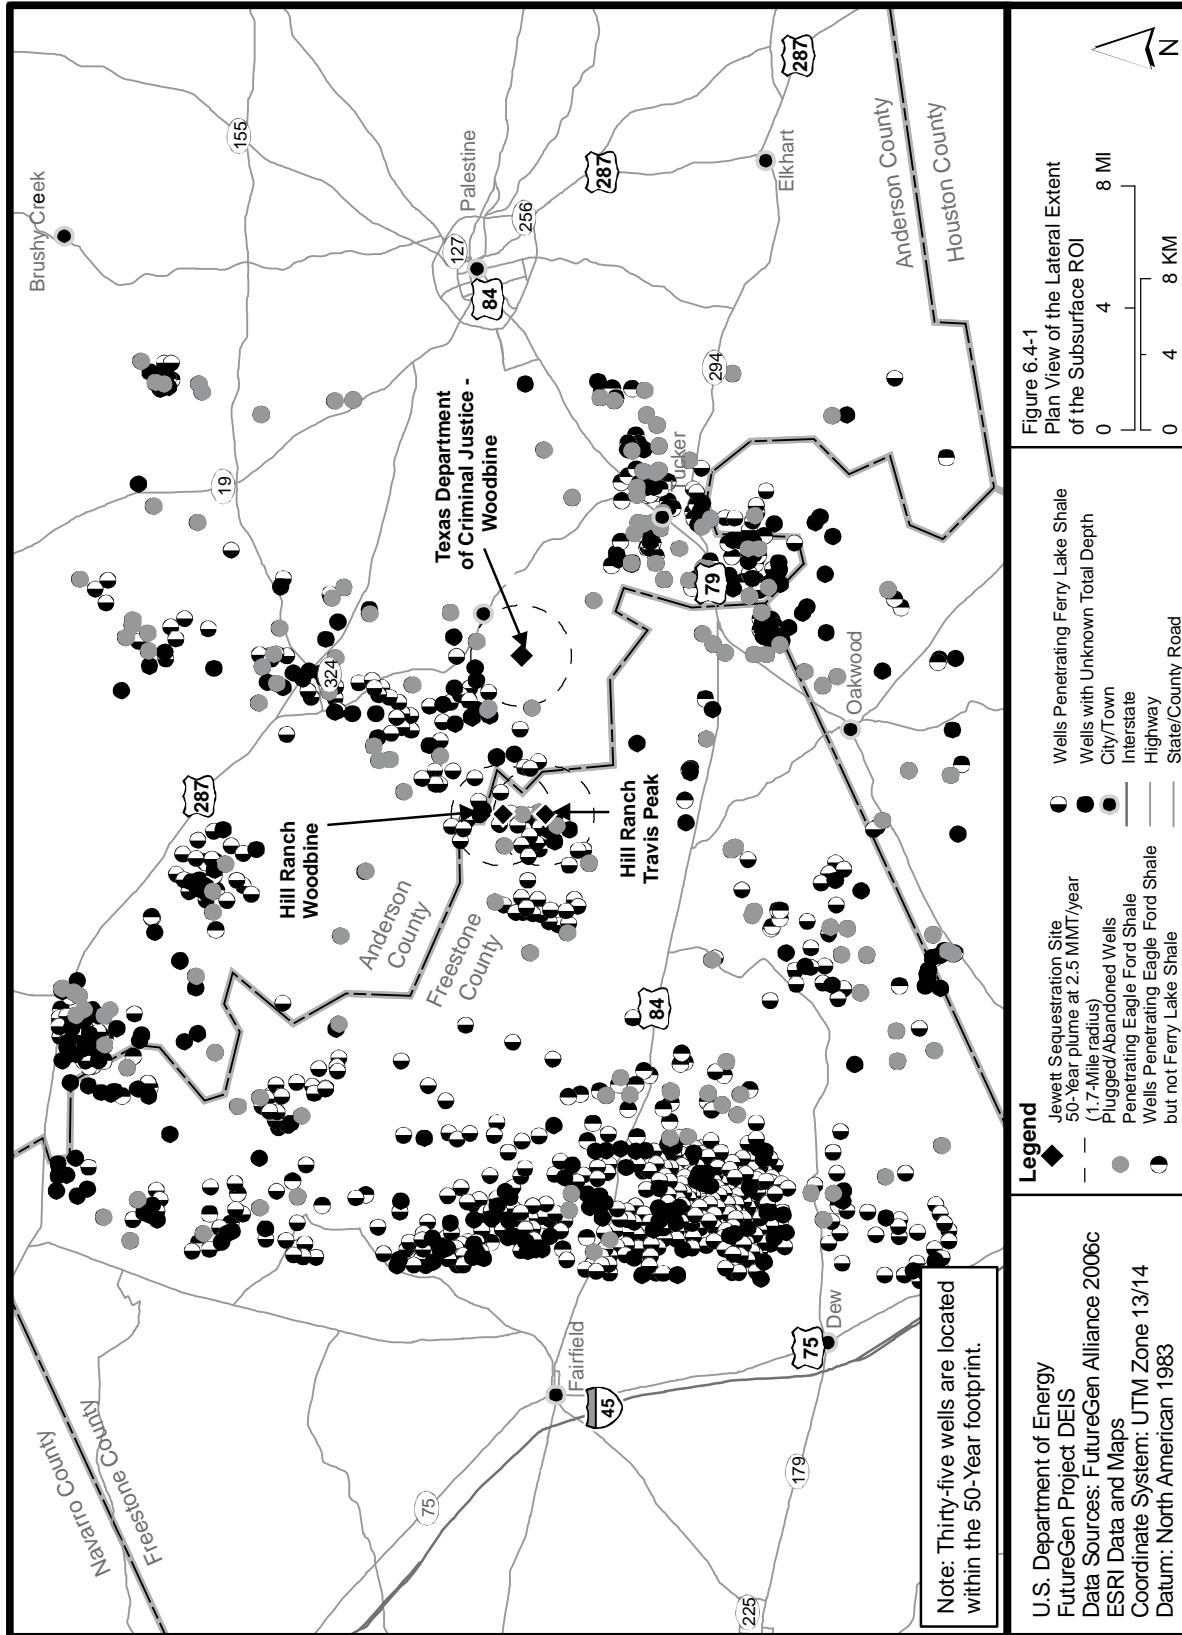 Brushy Creek
155
287
Palestine
127
256
84
287
Elkhart
Anderson County
Houston County
19
Texas Department
of Criminal Justice -
Woodbine
294
Tucker
324
79
Oakwood
287
Hill Ranch
Woodbine
Hill Ranch
Travis Peak
Anderson
County
Freestone
County
84
Navarro County
Freestone County
75
Fairfield
45
75
Dew
179
225
Note: Thirty-five wells are located
within the 50-Year footprint.
U.S. Department of Energy
FutureGen Project DEIS
Data Sources: FutureGen Alliance 2006c
ESRI Data and Maps
Coordinate System: UTM Zone 13/14
Datum: North American 1983
Legend
Jewett Sequestration Site
50-Year plume at 2.5 MMT/year
(1.7-Mile radius)
Plugged/Abandoned Wells
Penetrating Eagle Ford Shale
Wells Penetrating Eagle Ford Shale
but not Ferry Lake Shale
Wells Penetrating Ferry Lake Shale
Wells with Unknown Total Depth
City/Town
Interstate
Highway
State/County Road
Figure 6.4-1
Plan View of the Lateral Extent
of the Subsurface ROI
0 4 8 MI
0 4 8 KM
N